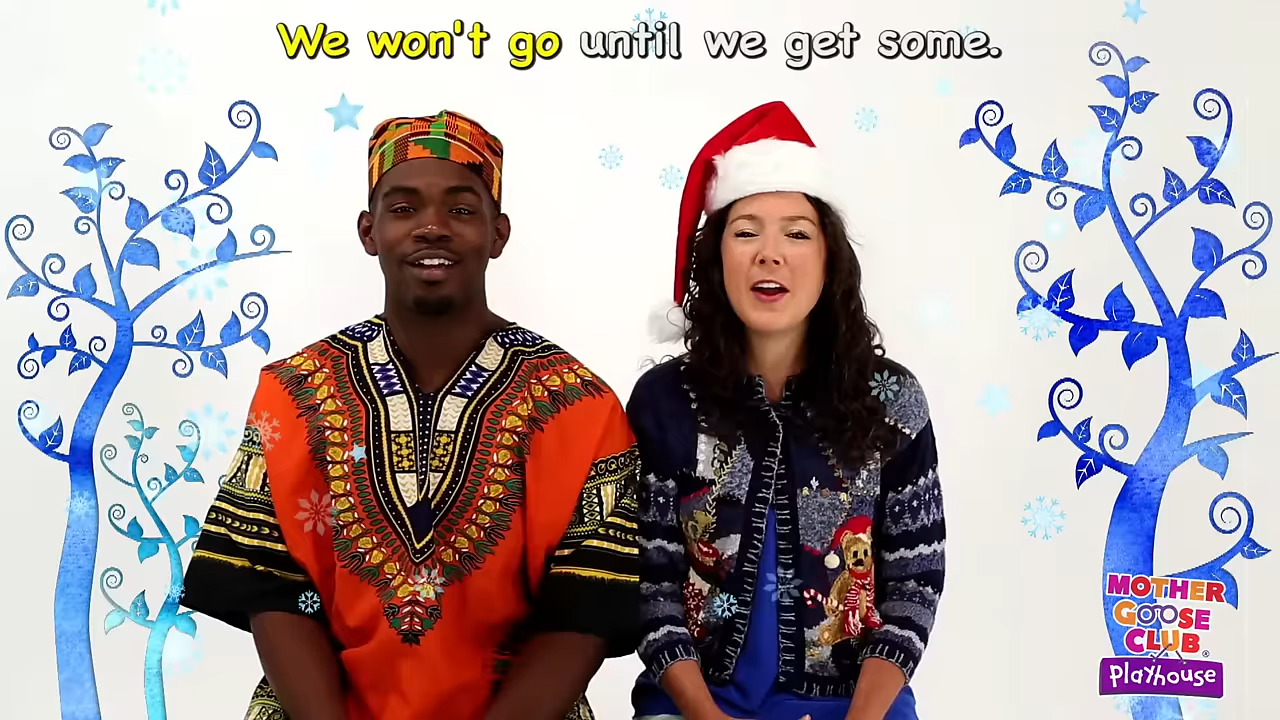 We won't go until we get some.
MOTHER
GOOSE
CLUB®
Playhouse